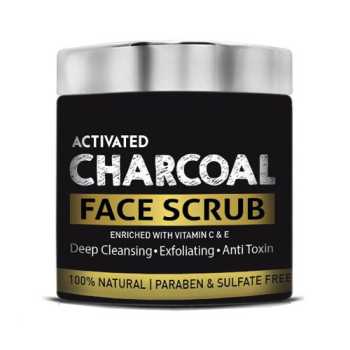 ACTIVATED
CHARCOAL
FACE SCRUB
ENRICHED WITH VITAMIN C & E
Deep Cleansing • Exfoliating • Anti Toxin
100% NATURAL | PARABEN & SULFATE FREE